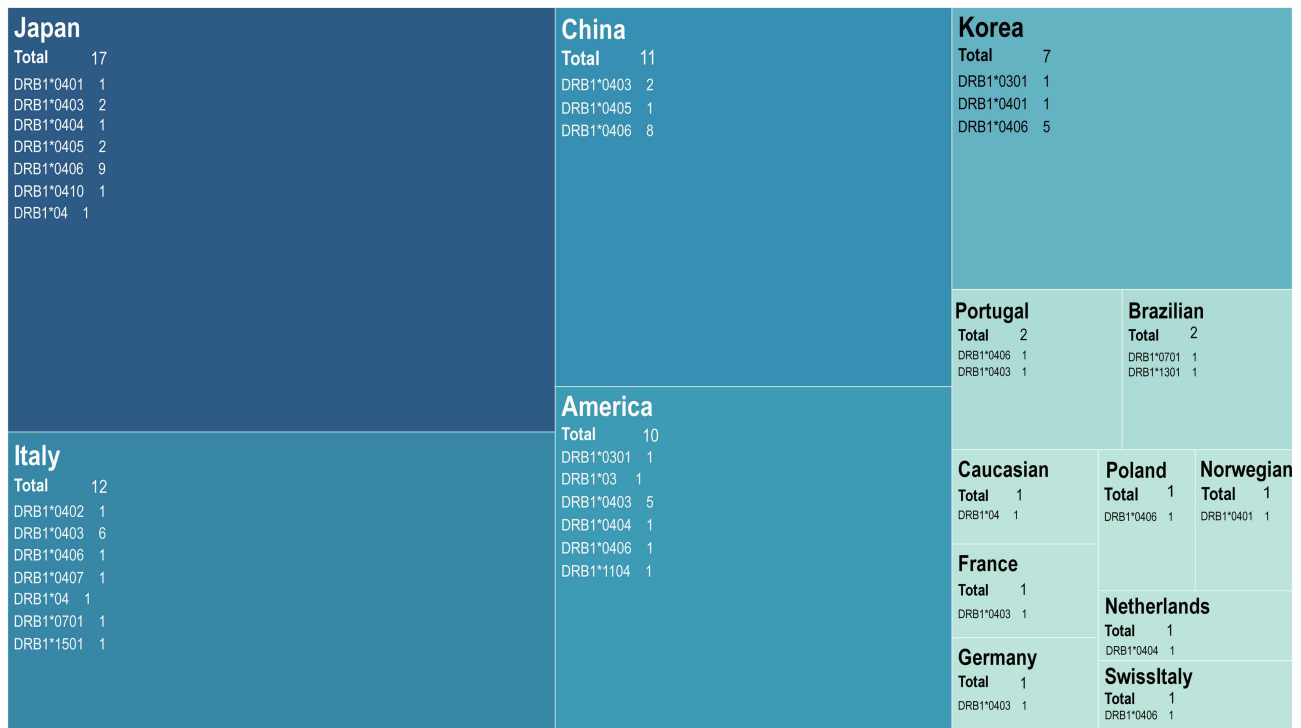 Japan
Total 17
DRB1*0401 1
DRB1*0403 2
DRB1*0404 1
DRB1*0405 2
DRB1*0406 9
DRB1*0410 1
DRB1*04 1
Italy
Total 12
DRB1*0402 1
DRB1*0403 6
DRB1*0406 1
DRB1*0407 1
DRB1*04 1
DRB1*0701 1
DRB1*1501 1
China
Total 11
DRB1*0403 2
DRB1*0405 1
DRB1*0406 8
America
Total 10
DRB1*0301 1
DRB1*03 1
DRB1*0403 5
DRB1*0404 1
DRB1*0406 1
DRB1*1104 1
Korea
Total 7
DRB1*0301 1
DRB1*0401 1
DRB1*0406 5
Portugal
Total 2
DRB1*0406 1
DRB1*0403 1
Brazilian
Total 2
DRB1*0701 1
DRB1*1301 1
Caucasian
Total 1
DRB1*04 1
France
Total 1
DRB1*0403 1
Germany
Total 1
DRB1*0403 1
Poland
Total 1
DRB1*0406 1
Norwegian
Total 1
DRB1*0401 1
Netherlands
Total 1
DRB1*0404 1
SwissItaly
Total 1
DRB1*0406 1